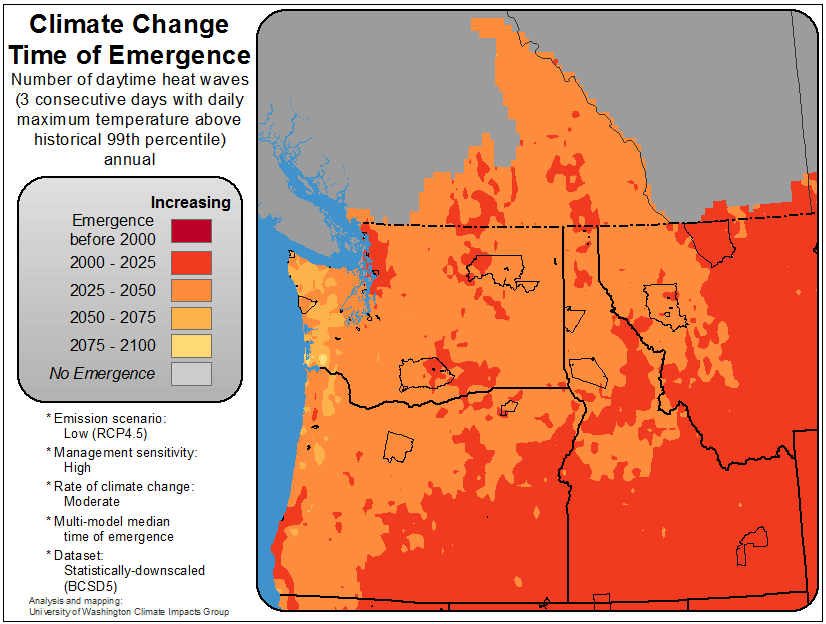 Climate Change
Time of Emergence
Number of daytime heat waves
(3 consecutive days with daily
maximum temperature above
historical 99th percentile)
annual
Increasing
Emergence
before 2000
2000 - 2025
2025 - 2050
2050 - 2075
2075 - 2100
No Emergence
* Emission scenario:
Low (RCP4.5)
* Management sensitivity:
High
* Rate of climate change:
Moderate
* Multi-model median
time of emergence
* Dataset:
Statistically-downscaled
(BCSD5)
Analysis and mapping:
University of Washington Climate Impacts Group